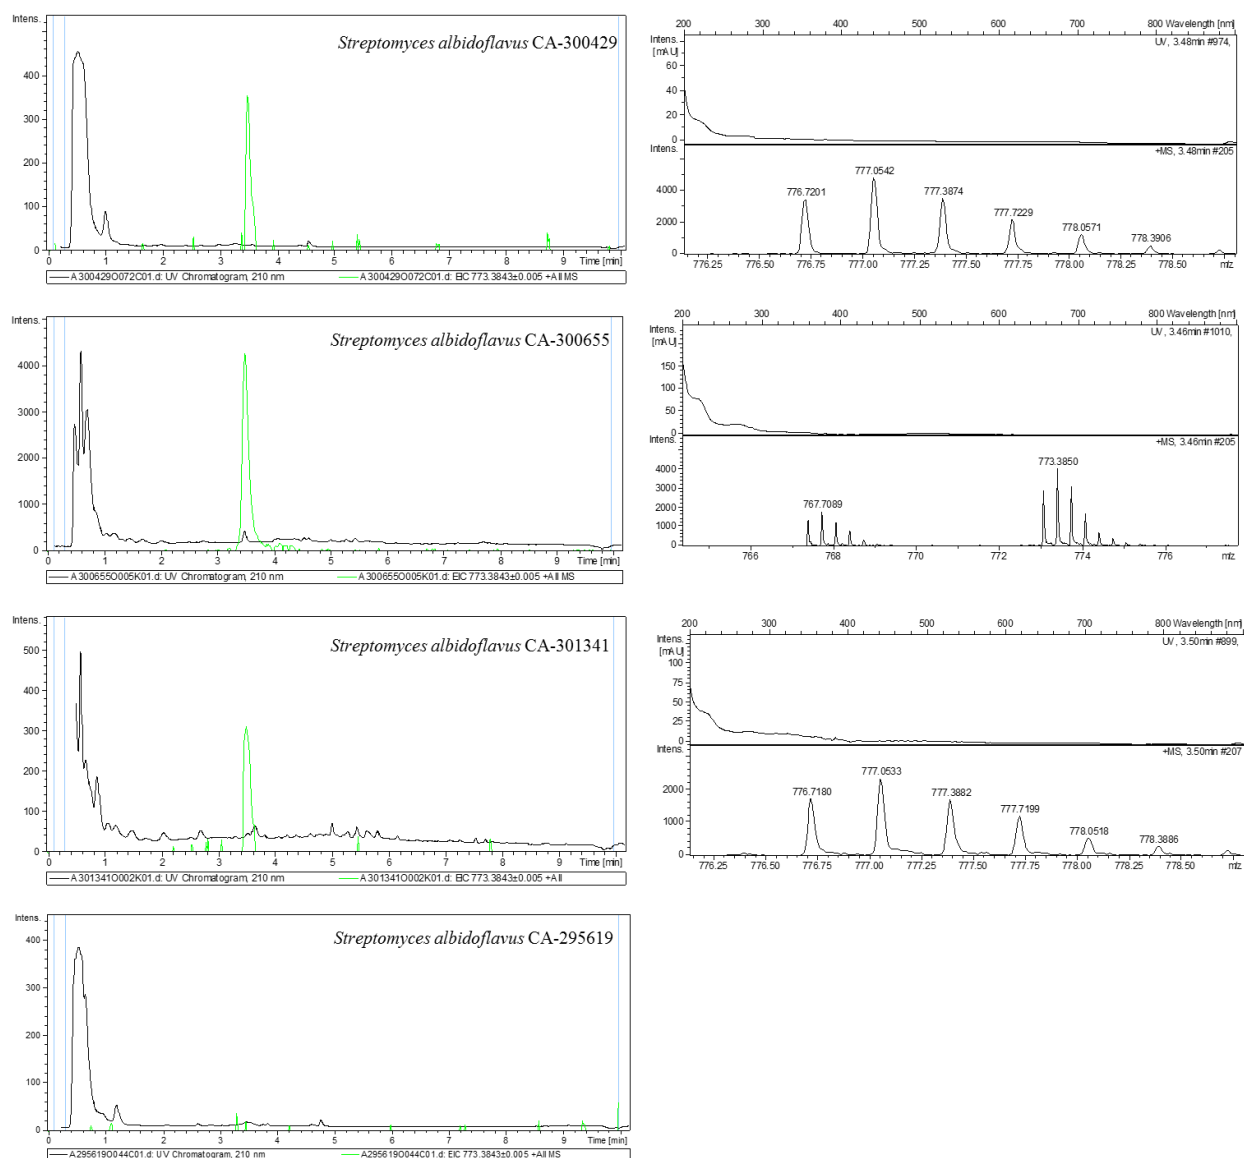 Intens.
Streptomyces albidoflavus CA-300429
400
300
200
100
0
0 1 2 3 4 5 6 7 8 9 Time [min]
A300429O072C01.d: UV Chromatogram, 210 nm A300429O072C01.d: EIC 773.3843±0.005 +All MS
200 300 400 500 600 700 800 Wavelength [nm]
Intens.
[mAU]
UV, 3.48min #974,
60
40
20
0
Intens.
+MS, 3.48min #205
776.7201 777.0542 777.3874 777.7229 778.0571 778.3906
4000
2000
0
776.25 776.50 776.75 777.00 777.25 777.50 777.75 778.00 778.25 778.50 m/z
Intens.
Streptomyces albidoflavus CA-300655
4000
3000
2000
1000
0
0 1 2 3 4 5 6 7 8 9 Time [min]
A300655O005K01.d: UV Chromatogram, 210 nm A300655O005K01.d: EIC 773.3843±0.005 +All MS
200 300 400 500 600 700 800 Wavelength [nm]
Intens.
[mAU]
UV, 3.46min #1010,
150
100
50
0
Intens.
+MS, 3.46min #205
767.7089 773.3850
4000
3000
2000
1000
0
766 768 770 772 774 776 m/z
Intens.
Streptomyces albidoflavus CA-301341
500
400
300
200
100
0
0 1 2 3 4 5 6 7 8 9 Time [min]
A301341O002K01.d: UV Chromatogram, 210 nm A301341O002K01.d: EIC 773.3843±0.005 +All
200 300 400 500 600 700 800 Wavelength [nm]
Intens.
[mAU]
UV, 3.50min #899,
100
75
50
25
0
Intens.
+MS, 3.50min #207
776.7180 777.0533 777.3882 777.7199 778.0518 778.3886
2000
1000
0
776.25 776.50 776.75 777.00 777.25 777.50 777.75 778.00 778.25 778.50 m/z
Intens.
Streptomyces albidoflavus CA-295619
400
300
200
100
0
0 1 2 3 4 5 6 7 8 9 Time [min]
A295619O044C01.d: UV Chromatogram, 210 nm A295619O044C01.d: EIC 773.3843±0.005 +All MS